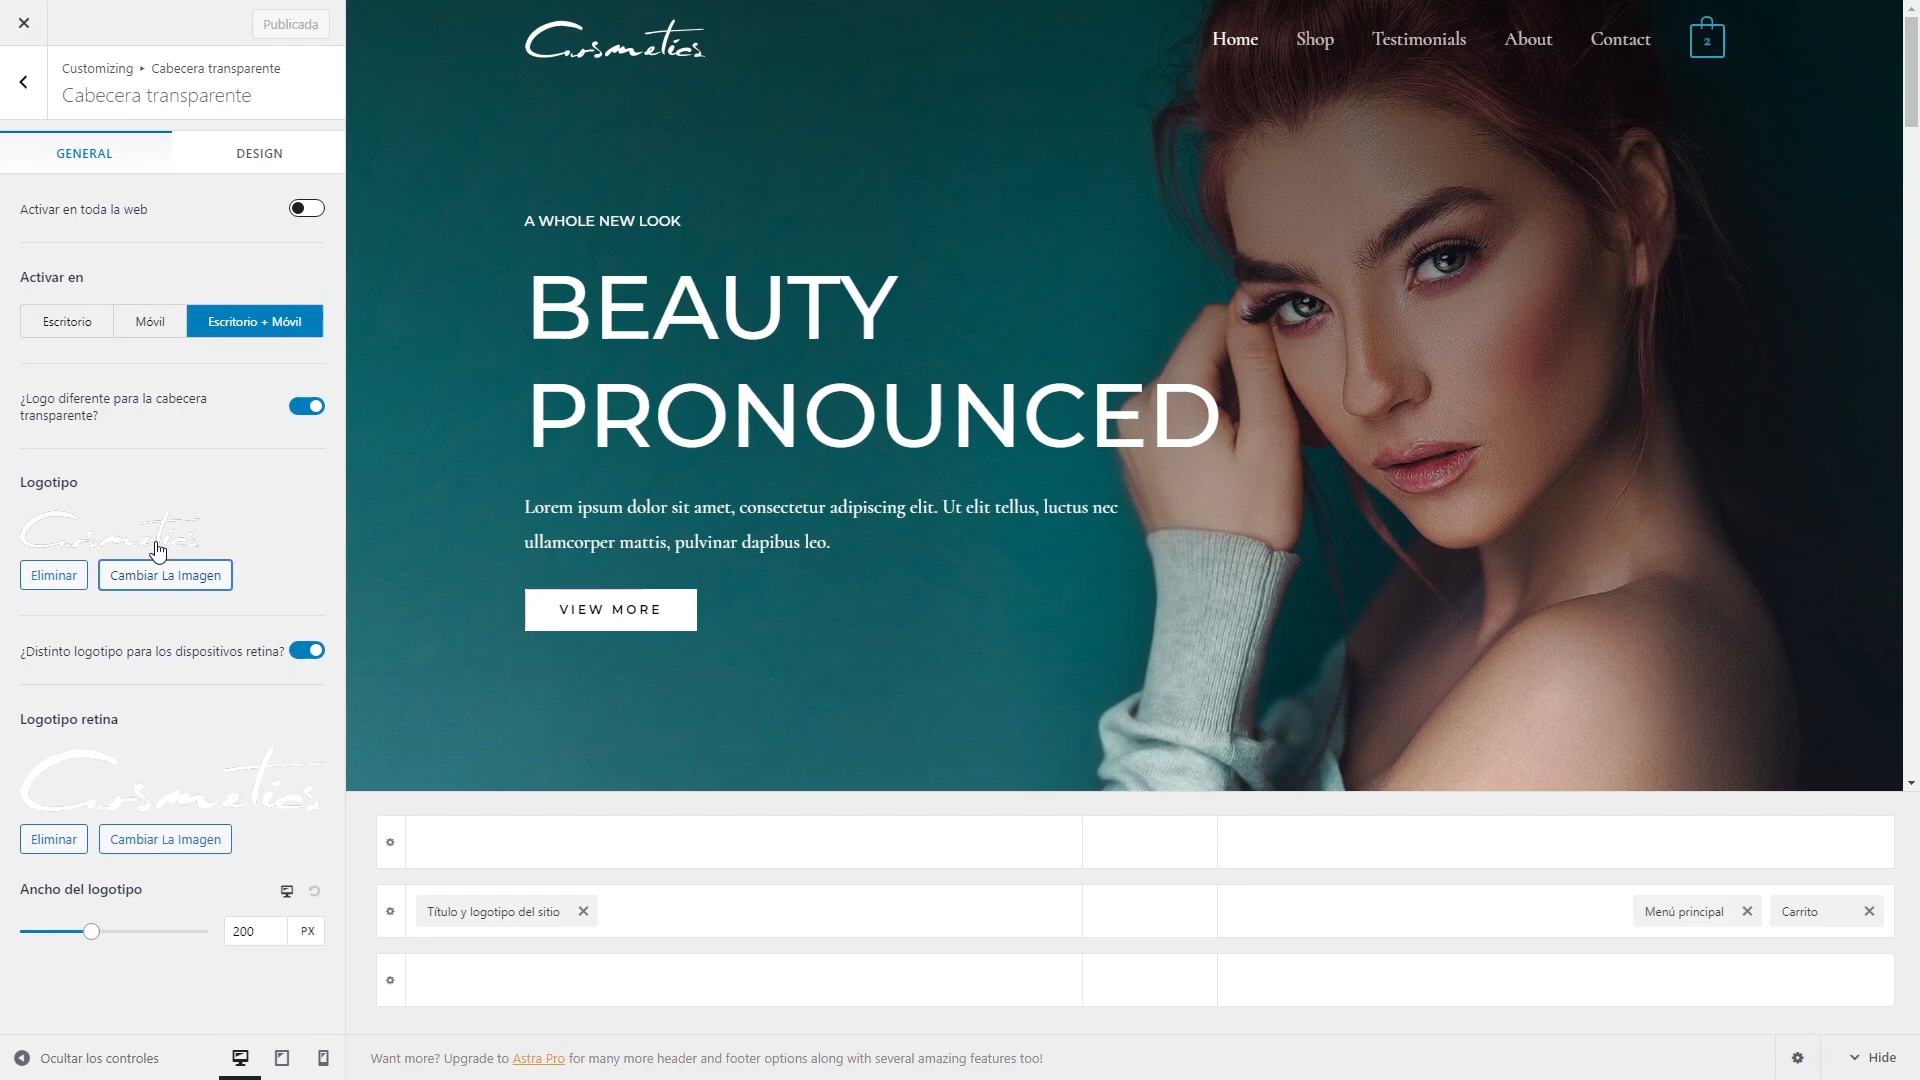 Publicada
Customizing ▸ Cabecera transparente
Cabecera transparente
GENERAL
DESIGN
Activar en toda la web
Activar en
Escritorio
Móvil
Escritorio + Móvil
¿Logo diferente para la cabecera
transparente?
Logotipo
Cosmetics
Eliminar
Cambiar La Imagen
¿Distinto logotipo para los dispositivos retina?
Logotipo retina
Cosmetics
Eliminar
Cambiar La Imagen
Ancho del logotipo
200
PX
Ocultar los controles
Cosmetics
Home
Shop
Testimonials
About
Contact
2
A WHOLE NEW LOOK
BEAUTY
PRONOUNCED
Lorem ipsum dolor sit amet, consectetur adipiscing elit. Ut elit tellus, luctus nec
ullamcorper mattis, pulvinar dapibus leo.
VIEW MORE
Título y logotipo del sitio
Menú principal
Carrito
Want more? Upgrade to Astra Pro for many more header and footer options along with several amazing features too!
Hide